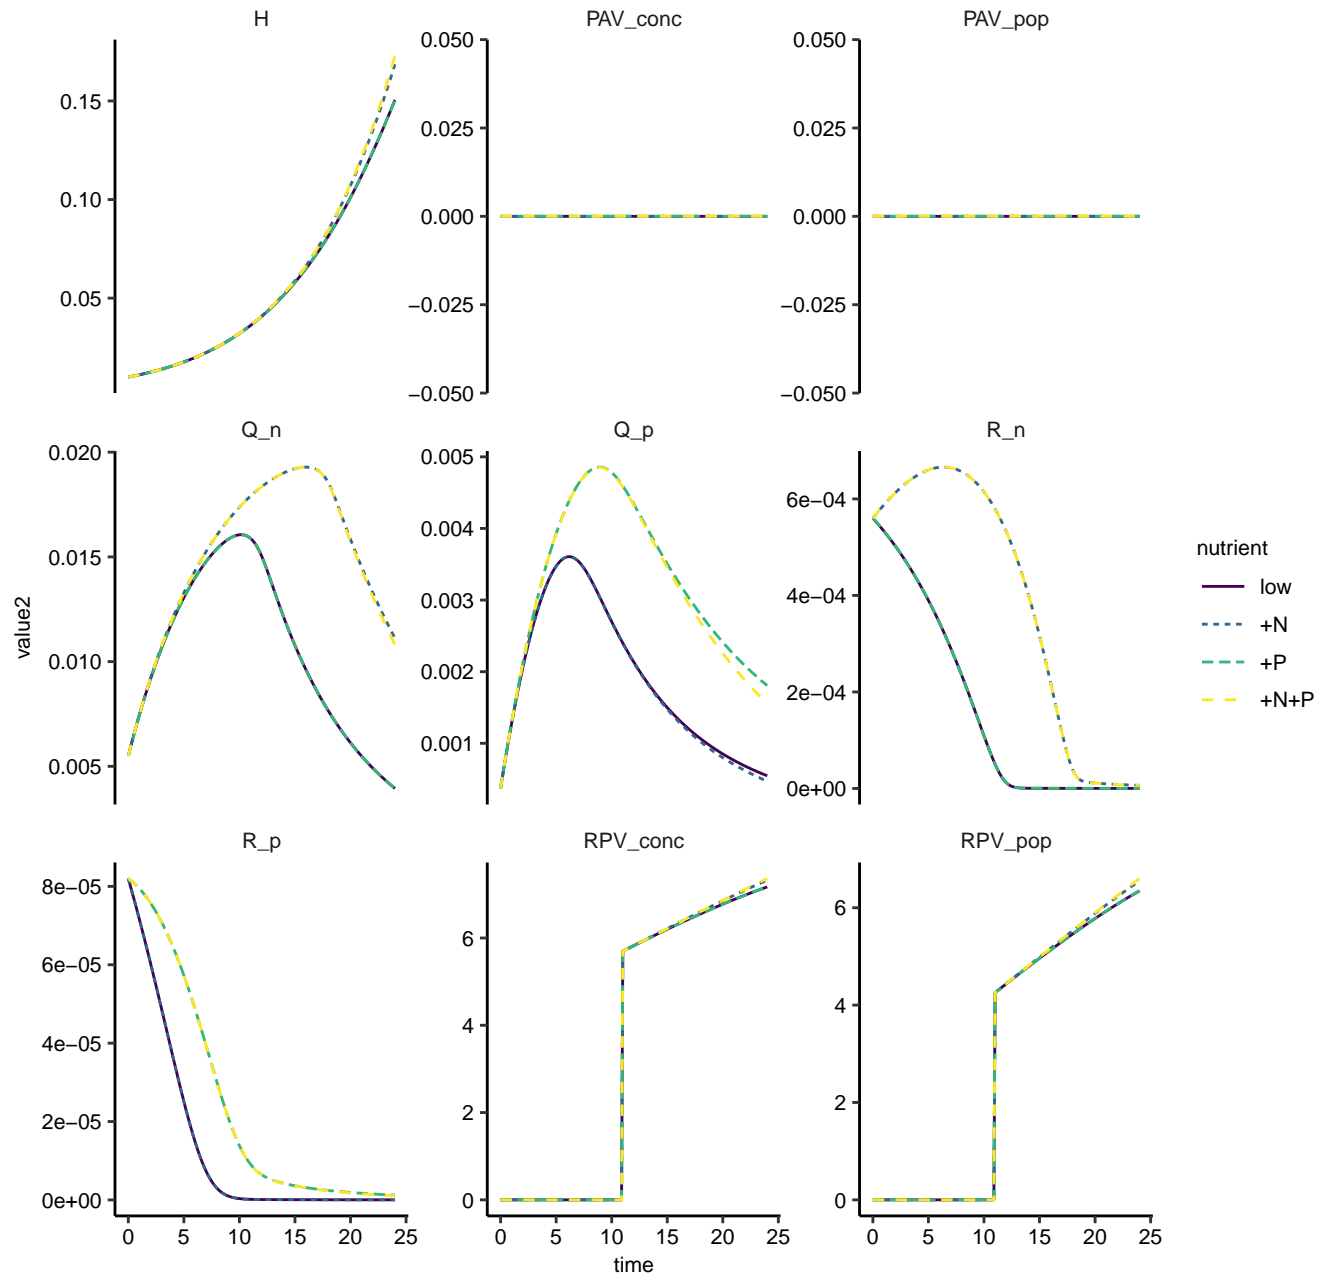 H
PAV_conc
PAV_pop
0.15
0.10
0.05
0.050
0.025
0.000
−0.025
−0.050
0.050
0.025
0.000
−0.025
−0.050
Q_n
Q_p
R_n
0.020
0.015
0.010
0.005
0.005
0.004
0.003
0.002
0.001
6e−04
4e−04
2e−04
0e+00
value2
nutrient
low
+N
+P
+N+P
R_p
RPV_conc
RPV_pop
8e−05
6e−05
4e−05
2e−05
0e+00
6
4
2
0
6
4
2
0
0 5 10 15 20 25
0 5 10 15 20 25
0 5 10 15 20 25
time